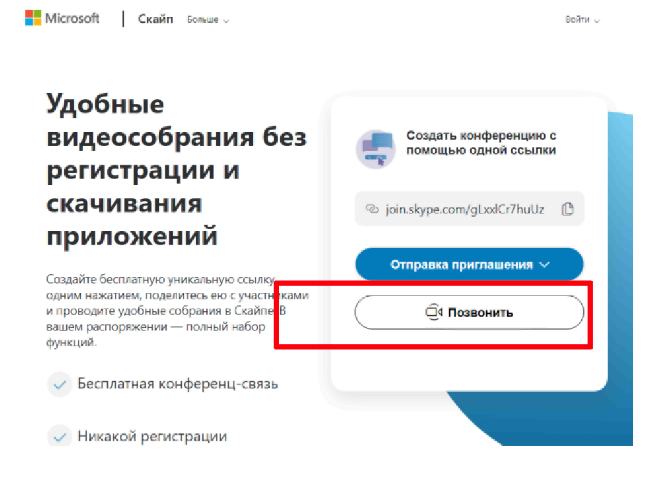 Microsoft | Скайп Больше
Войти
Удобные
видеособрания без
регистрации и
скачивания
приложений
Создайте бесплатную уникальную ссылку
одним нажатием, поделитесь ею с участниками
и проводите удобные собрания в Скайпе. В
вашем распоряжении — полный набор
функций.
Бесплатная конференц-связь
Никакой регистрации
Создать конференцию с
помощью одной ссылки
join.skype.com/gLxxlCr7huUz
Отправка приглашения
Позвонить